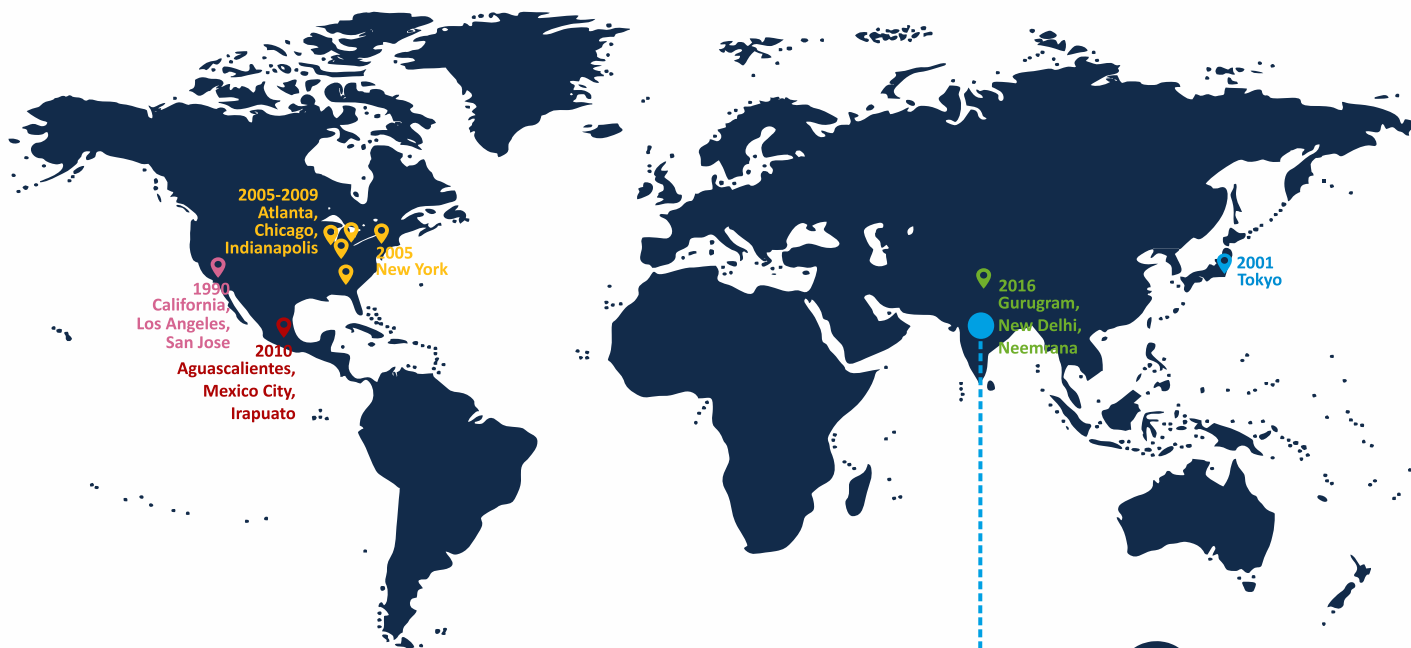 2005-2009
Atlanta,
Chicago,
Indianapolis
2005
New York
1990
California,
Los Angeles,
San Jose
2010
Aguascalientes,
Mexico City,
Irapuato
2016
Gurugram,
New Delhi,
Neemrana
2001
Tokyo